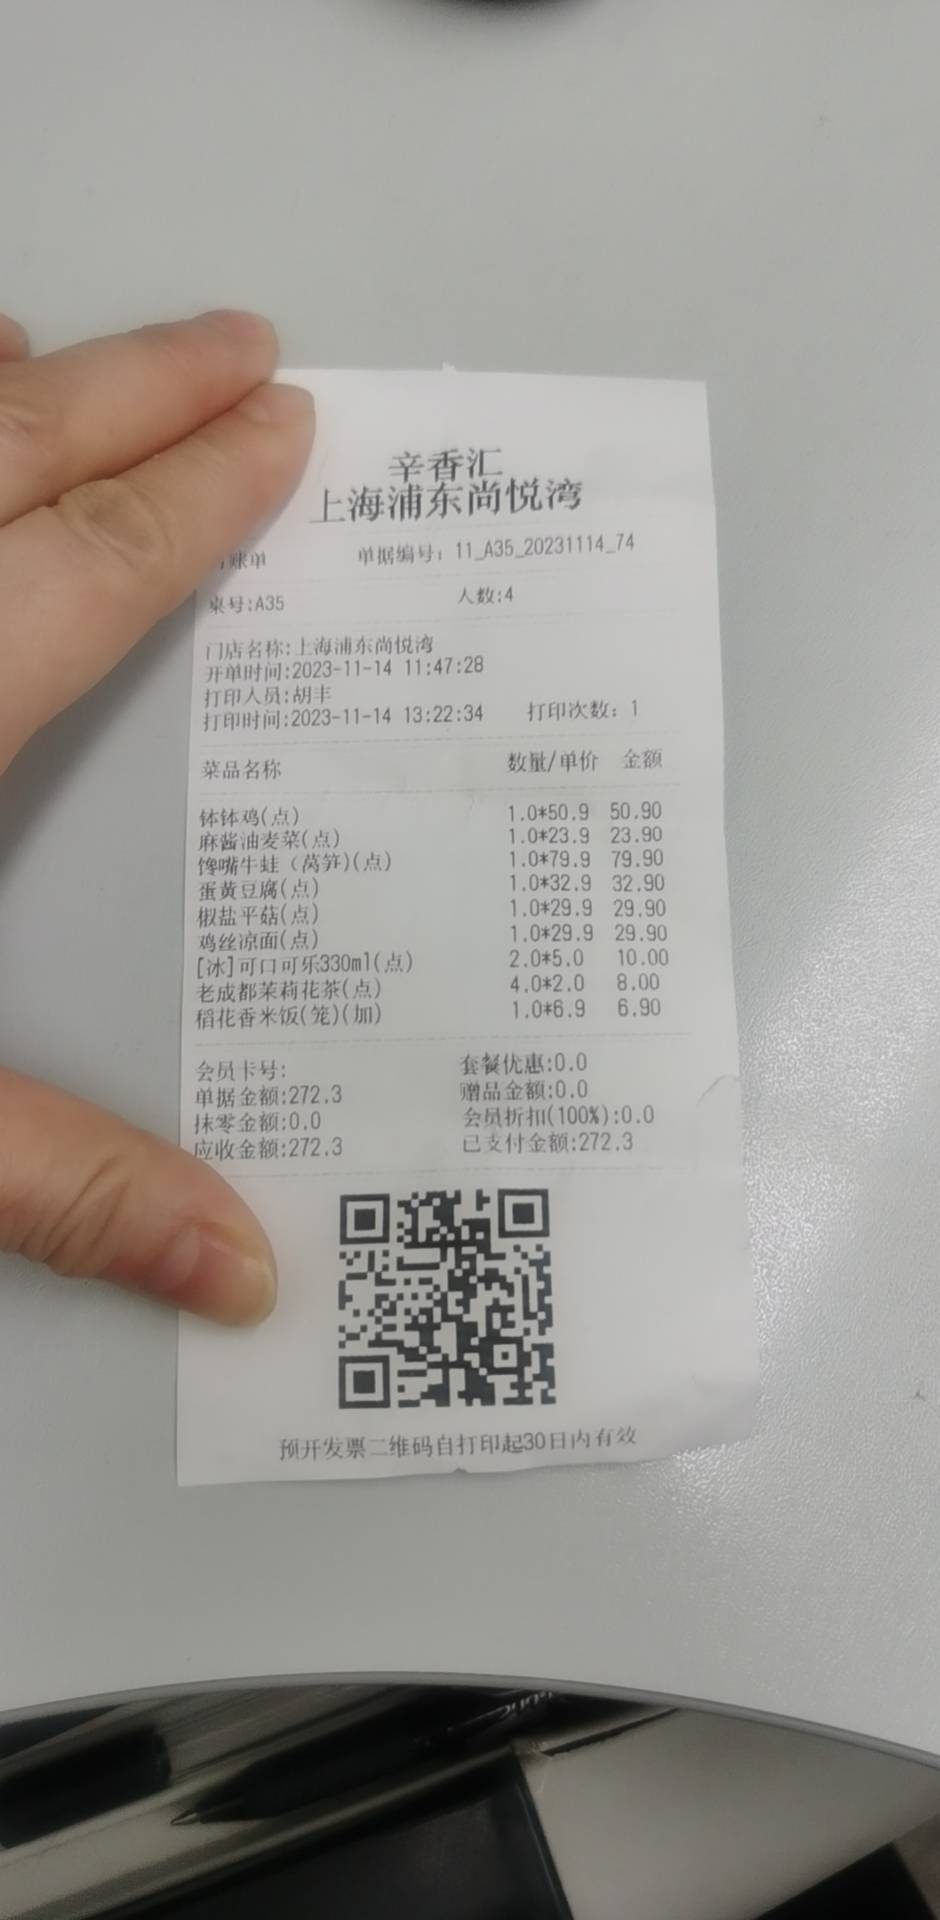 辛香汇
上海浦东尚悦湾
账单 单据编号: 11_A35_20231114_74
桌号:A35 人数:4
门店名称:上海浦东尚悦湾
开单时间:2023-11-14 11:47:28
打印人员:胡丰
打印时间:2023-11-14 13:22:34 打印次数: 1
菜品名称 数量/单价 金额
钵钵鸡(点) 1.0*50.9 50.90
麻酱油麦菜(点) 1.0*23.9 23.90
馋嘴牛蛙（莴笋)(点) 1.0*79.9 79.90
蛋黄豆腐(点) 1.0*32.9 32.90
椒盐平菇(点) 1.0*29.9 29.90
鸡丝凉面(点) 1.0*29.9 29.90
[冰]可口可乐330ml(点) 2.0*5.0 10.00
老成都茉莉花茶(点) 4.0*2.0 8.00
稻花香米饭(笼)(加) 1.0*6.9 6.90
会员卡号: 套餐优惠:0.0
单据金额:272.3 赠品金额:0.0
抹零金额:0.0 会员折扣(100%):0.0
应收金额:272.3 已支付金额:272.3
预开发票二维码自打印起30日内有效